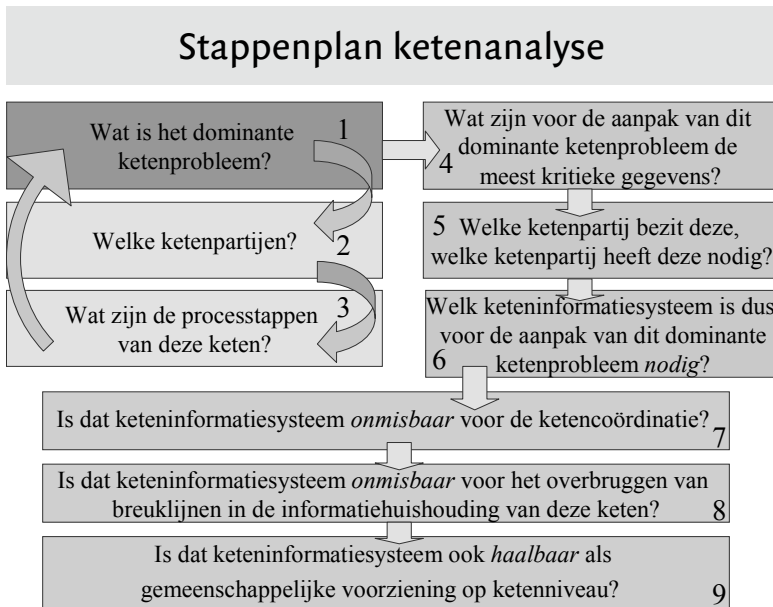 Stappenplan ketenanalyse
Wat is het dominante 1
ketenprobleem?
Welke ketenpartijen? 2
Wat zijn de processtappen 3
van deze keten?
Wat zijn voor de aanpak van dit
dominante ketenprobleem de
4 meest kritieke gegevens?
5 Welke ketenpartij bezit deze,
welke ketenpartij heeft deze nodig?
Welk keteninformatiesysteem is dus
voor de aanpak van dit dominante
6 ketenprobleem nodig?
Is dat keteninformatiesysteem onmisbaar voor de ketencoördinatie? 7
Is dat keteninformatiesysteem onmisbaar voor het overbruggen van
breuklijnen in de informatiehuishouding van deze keten? 8
Is dat keteninformatiesysteem ook haalbaar als
gemeenschappelijke voorziening op ketenniveau? 9